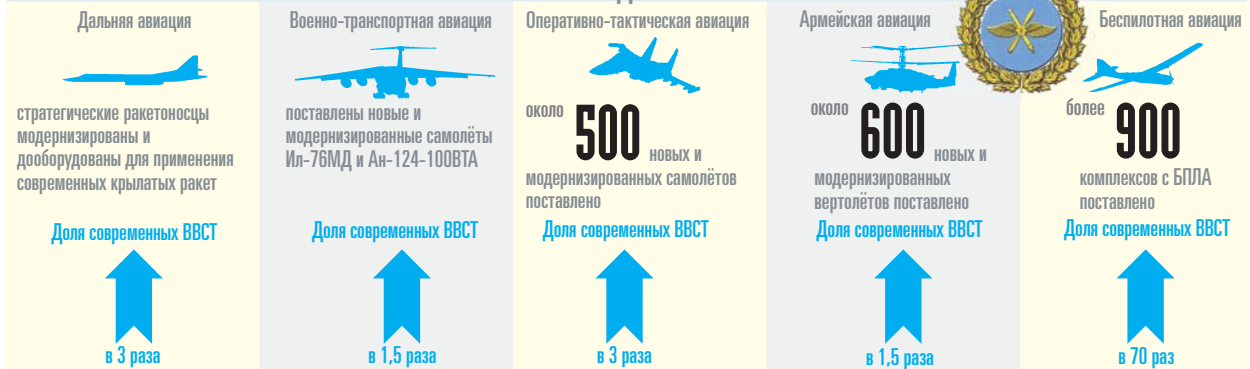 Дальняя авиация
стратегические ракетоносцы
модернизированы и
дооборудованы для применения
современных крылатых ракет
Доля современных ВВСТ
в 3 раза
Военно-транспортная авиация
поставлены новые и
модернизированные самолёты
Ил-76МД и Ан-124-100ВТА
Доля современных ВВСТ
в 1,5 раза
Оперативно-тактическая авиация
около 500 новых и
модернизированных самолётов
поставлено
Доля современных ВВСТ
в 3 раза
Армейская авиация
около 600 новых и
модернизированных
вертолётов поставлено
Доля современных ВВСТ
в 1,5 раза
Беспилотная авиация
более 900
комплексов с БПЛА
поставлено
Доля современных ВВСТ
в 70 раз